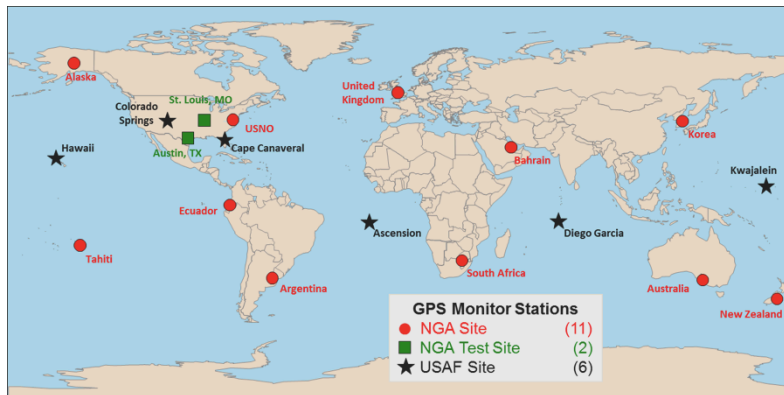 Alaska
St. Louis, MO
United
Kingdom
Colorado
Springs
USNO
Korea
Hawaii
Austin, TX
Cape Canaveral
Bahrain
Kwajalein
Ecuador
Ascension
Diego Garcia
Tahiti
South Africa
Argentina
Australia
New Zealand
GPS Monitor Stations
NGA Site (11)
NGA Test Site (2)
USAF Site (6)